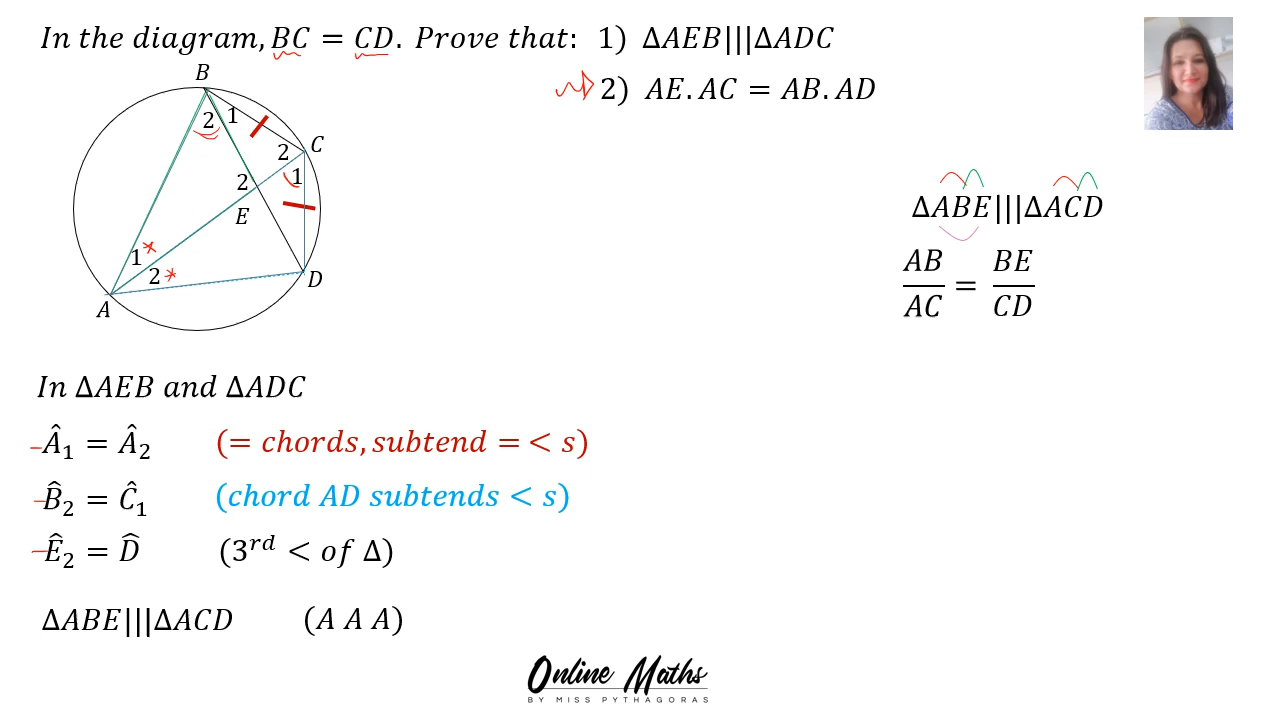 In the diagram, BC = CD. Prove that: 1) ΔAEB|||ΔADC
2) AE.AC = AB.AD
B
2 1
C
2
1
2
E
1
2
D
A
ΔABE|||ΔACD
AB/AC = BE/CD
In ΔAEB and ΔADC
Â₁ = Â₂ (= chords, subtend = < s)
B̂₂ = Ĉ₁ (chord AD subtends < s)
Ê₂ = D̂ (3ʳᵈ < of Δ)
ΔABE|||ΔACD (A A A)
Online Maths
BY MISS PYTHAGORAS